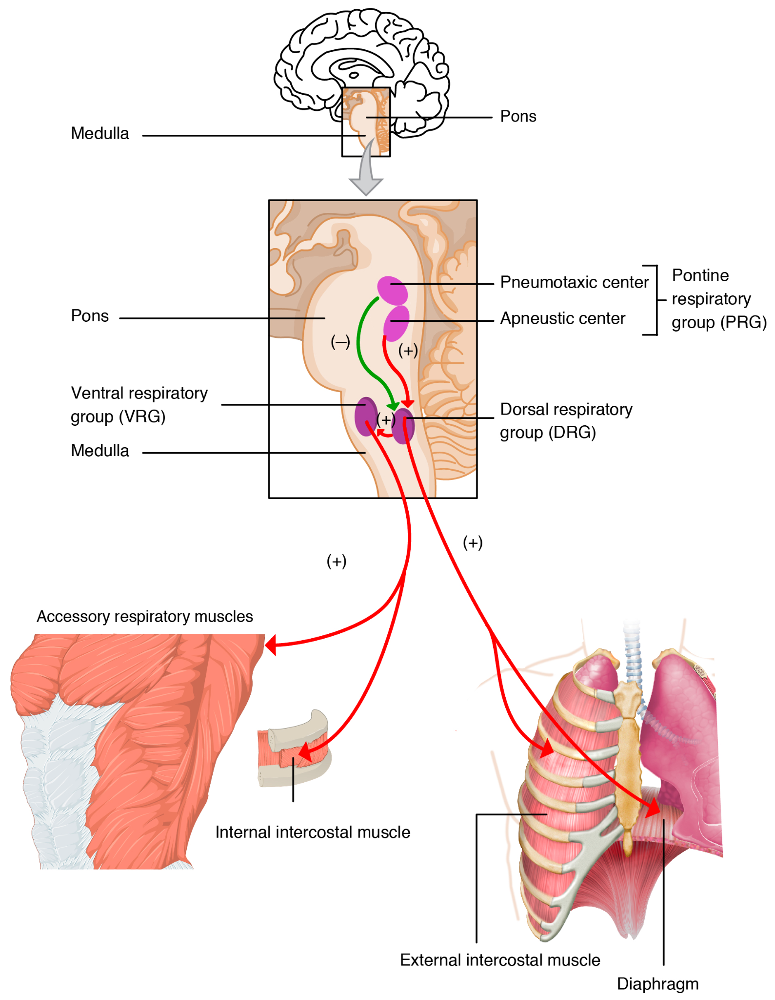 Pons
Medulla
Pneumotaxic center
Apneustic center
Pontine
respiratory
group (PRG)
Pons
(–)
(+)
Ventral respiratory
group (VRG)
(+)
Dorsal respiratory
group (DRG)
Medulla
(+)
(+)
Accessory respiratory muscles
Internal intercostal muscle
External intercostal muscle
Diaphragm